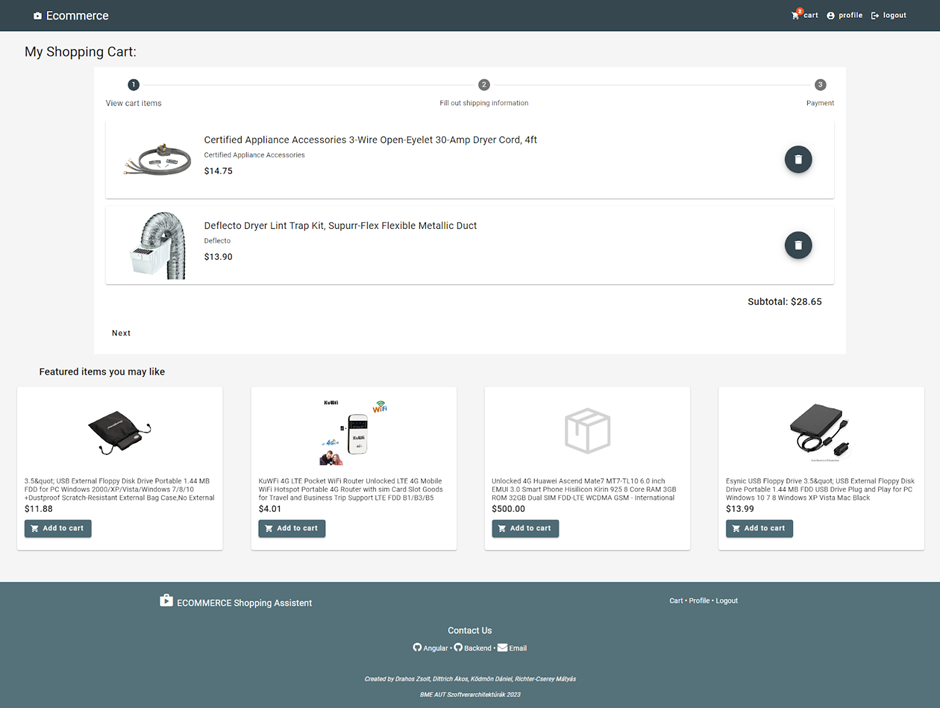 Ecommerce
cart
profile
logout
My Shopping Cart:
1
2
3
View cart items
Fill out shipping information
Payment
Certified Appliance Accessories 3-Wire Open-Eyelet 30-Amp Dryer Cord, 4ft
Certified Appliance Accessories
$14.75
Deflecto Dryer Lint Trap Kit, Supurr-Flex Flexible Metallic Duct
Deflecto
$13.90
Subtotal: $28.65
Next
Featured items you may like
3.5&quot; USB External Floppy Disk Drive Portable 1.44 MB
FDD for PC Windows 2000/XP/Vista/Windows 7/8/10
+Dustproof Scratch-Resistant External Bag Case,No External
$11.88
Add to cart
KuWFi
WiFi
4G
KuWFi 4G LTE Pocket WiFi Router Unlocked LTE 4G Mobile
WiFi Hotspot Portable 4G Router with sim Card Slot Goods
for Travel and Business Trip Support LTE FDD B1/B3/B5
$4.01
Add to cart
Unlocked 4G Huawei Ascend Mate7 MT7-TL10 6.0 inch
EMUI 3.0 Smart Phone Hisilicon Kirin 925 8 Core RAM 3GB
ROM 32GB Dual SIM FDD-LTE WCDMA GSM - International
$500.00
Add to cart
Esynic USB Floppy Drive 3.5&quot; USB External Floppy Disk
Drive Portable 1.44 MB FDD USB Drive Plug and Play for PC
Windows 10 7 8 Windows XP Vista Mac Black
$13.99
Add to cart
ECOMMERCE Shopping Assistent
Cart • Profile • Logout
Contact Us
Angular • Backend • Email
Created by Drahos Zsolt, Dittrich Ákos, Ködmön Dániel, Richter-Cserey Mátyás
BME AUT Szoftverarchitektúrák 2023